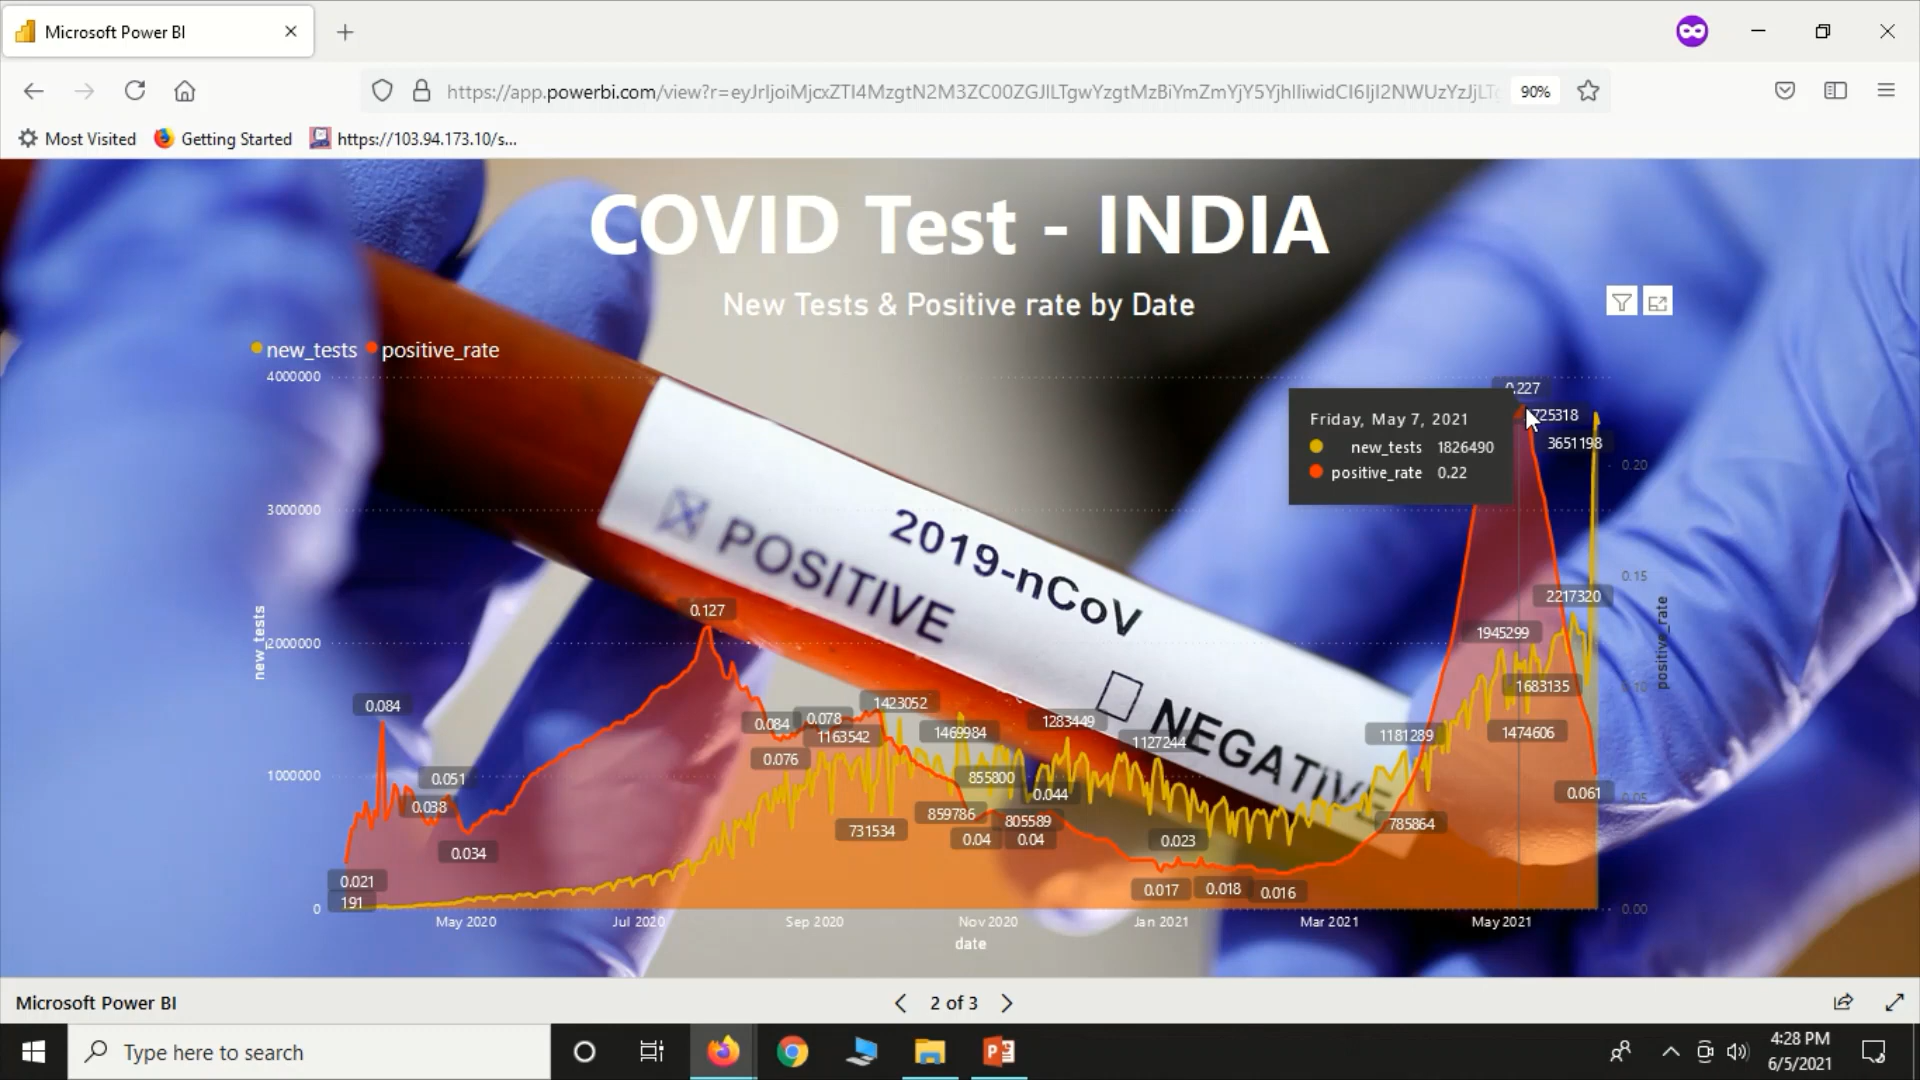 Microsoft Power BI
https://app.powerbi.com/view?r=eyJrIjoiMjcxZTI4MzgtN2M3ZC00ZGJlLTgwYzgtMzBiYmZmYjY5YjhlIiwidCI6IjI2NWUzYzJjLTc
90%
Most Visited
Getting Started
https://103.94.173.10/s...
COVID Test - INDIA
New Tests & Positive rate by Date
new_tests positive_rate
4000000
3000000
2000000
1000000
0
new_tests
0.20
0.15
0.10
0.05
0.00
positive_rate
0.227
725318
3651198
Friday, May 7, 2021
new_tests 1826490
positive_rate 0.22
2019-nCoV
POSITIVE
NEGATIVE
0.127
2217320
1945299
1683135
1474606
0.084
0.084
0.078
1423052
1163542
1469984
1283449
1127244
1181289
0.076
0.051
0.038
855800
0.044
0.061
859786
805589
785864
731534
0.04
0.04
0.023
0.034
0.021
191
0.017
0.018
0.016
May 2020
Jul 2020
Sep 2020
Nov 2020
Jan 2021
Mar 2021
May 2021
date
Microsoft Power BI
2 of 3
Type here to search
4:28 PM
6/5/2021